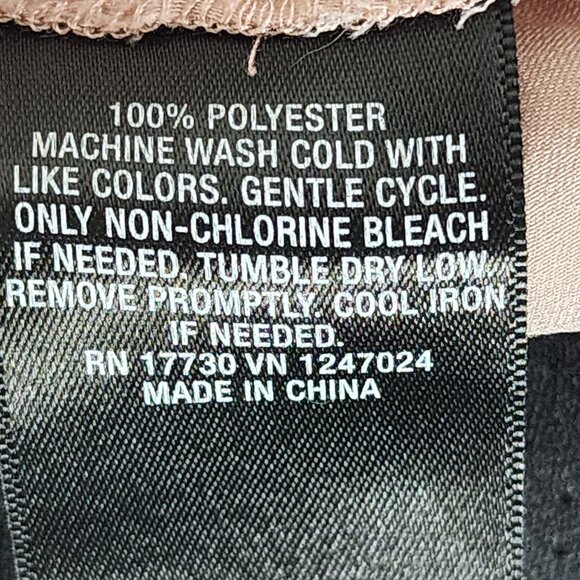 100% POLYESTER
MACHINE WASH COLD WITH
LIKE COLORS. GENTLE CYCLE.
ONLY NON-CHLORINE BLEACH
IF NEEDED. TUMBLE DRY LOW.
REMOVE PROMPTLY. COOL IRON
IF NEEDED.
RN 17730 VN 1247024
MADE IN CHINA